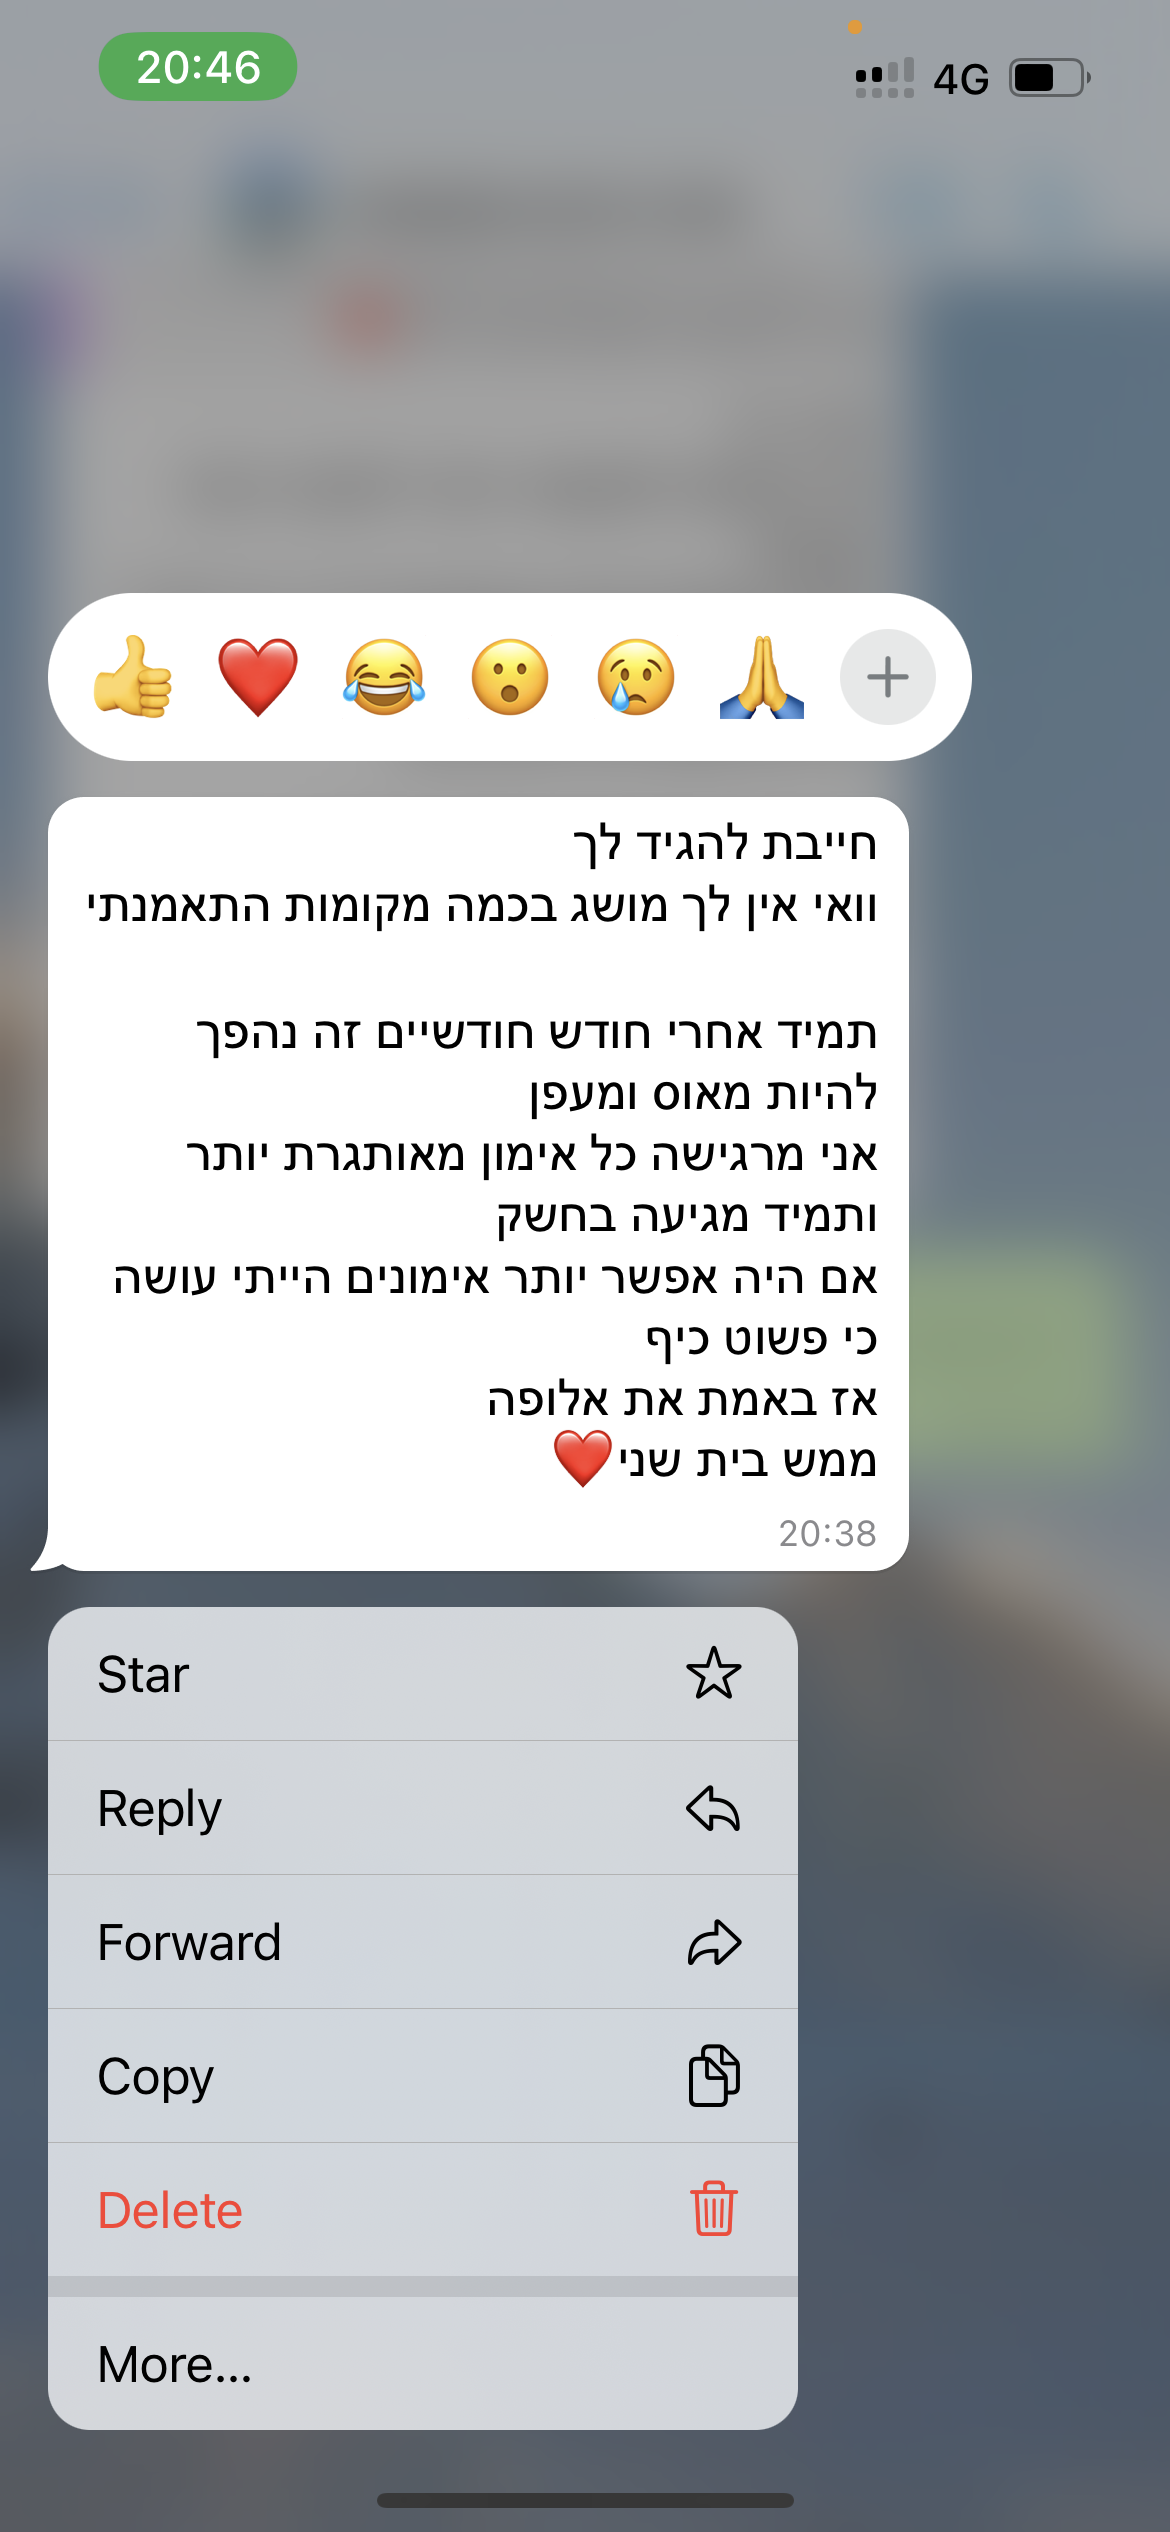 20:46
4G
חייבת להגיד לך
וואי אין לך מושג בכמה מקומות התאמנתי
תמיד אחרי חודש חודשיים זה נהפך
להיות מאוס ומעפן
אני מרגישה כל אימון מאותגרת יותר
ותמיד מגיעה בחשק
אם היה אפשר יותר אימונים הייתי עושה
כי פשוט כיף
אז באמת את אלופה
ממש בית שני❤️
20:38
Star
Reply
Forward
Copy
Delete
More...